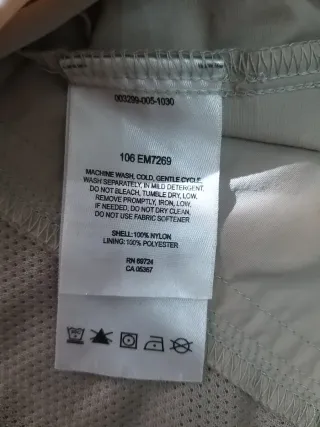 003299-005-1030
106 EM7269
MACHINE WASH, COLD, GENTLE CYCLE.
WASH SEPARATELY, IN MILD DETERGENT.
DO NOT BLEACH, TUMBLE DRY, LOW.
REMOVE PROMPTLY, IRON, LOW,
IF NEEDED, DO NOT DRY CLEAN.
DO NOT USE FABRIC SOFTENER.
SHELL: 100% NYLON
LINING: 100% POLYESTER
RN 69724
CA 05367